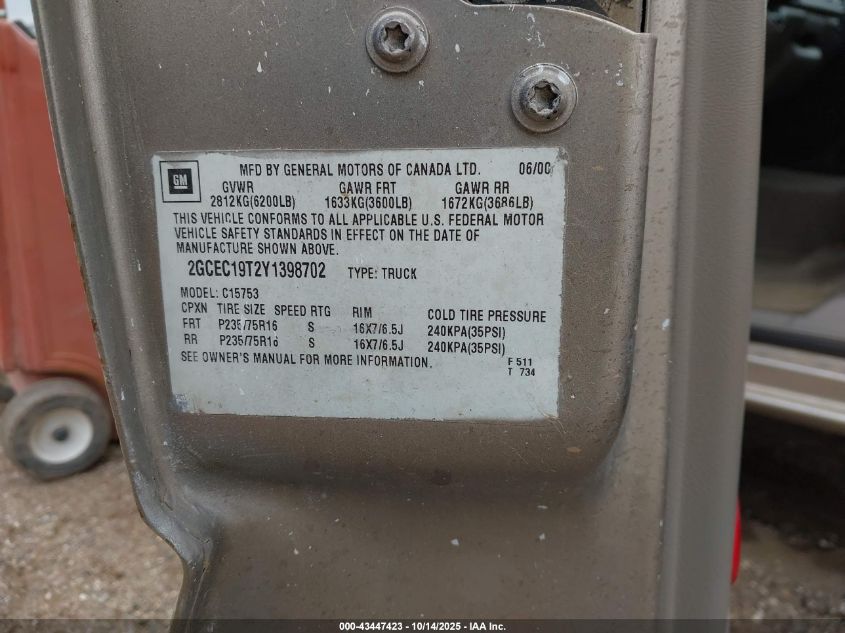 GM
MFD BY GENERAL MOTORS OF CANADA LTD. 06/00
GVWR GAWR FRT GAWR RR
2812KG(6200LB) 1633KG(3600LB) 1672KG(3686LB)
THIS VEHICLE CONFORMS TO ALL APPLICABLE U.S. FEDERAL MOTOR
VEHICLE SAFETY STANDARDS IN EFFECT ON THE DATE OF
MANUFACTURE SHOWN ABOVE.
2GCEC19T2Y1398702 TYPE: TRUCK
MODEL: C15753
CPXN TIRE SIZE SPEED RTG RIM COLD TIRE PRESSURE
FRT P235/75R16 S 16X7/6.5J 240KPA(35PSI)
RR P235/75R16 S 16X7/6.5J 240KPA(35PSI)
SEE OWNER'S MANUAL FOR MORE INFORMATION. F 511
T 734
000-43447423 - 10/14/2025 - IAA Inc.